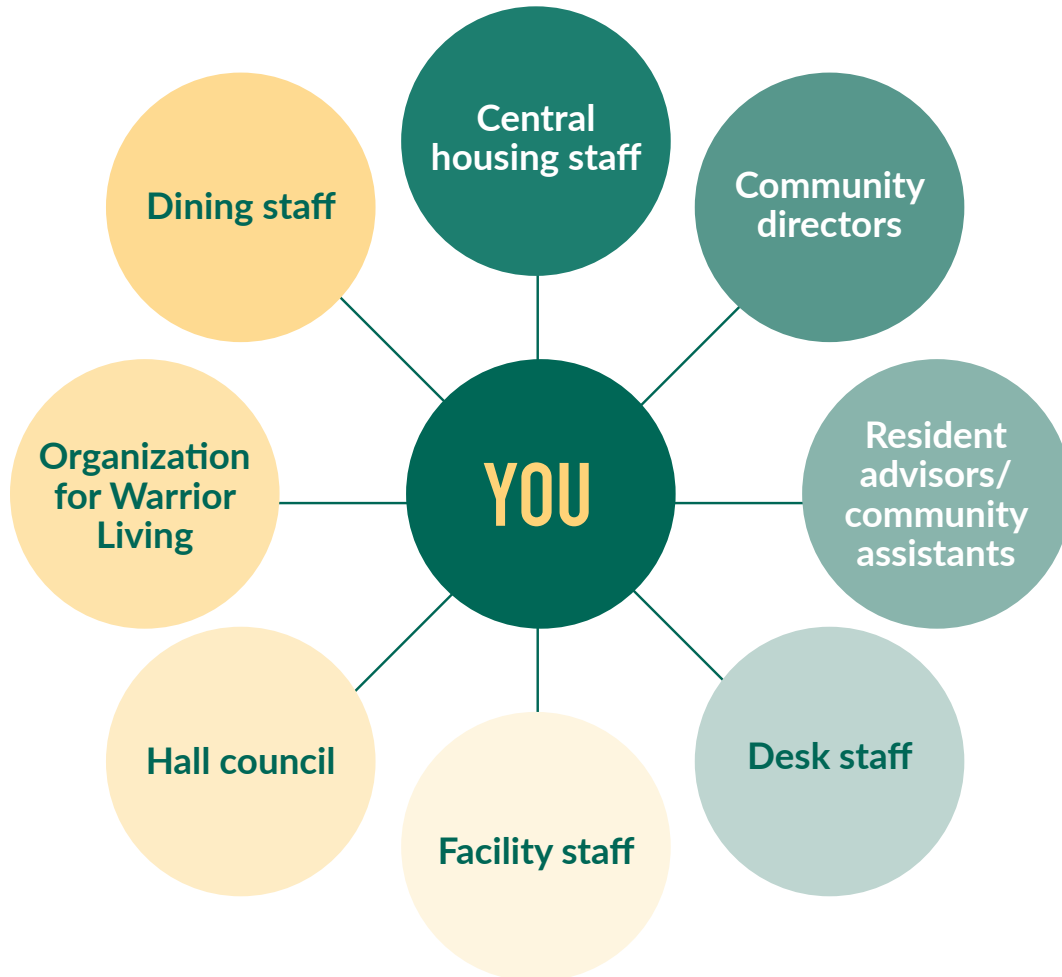 Central
housing staff
Community
directors
Resident
advisors/
community
assistants
Desk staff
Facility staff
Hall council
Organization
for Warrior
Living
Dining staff
YOU